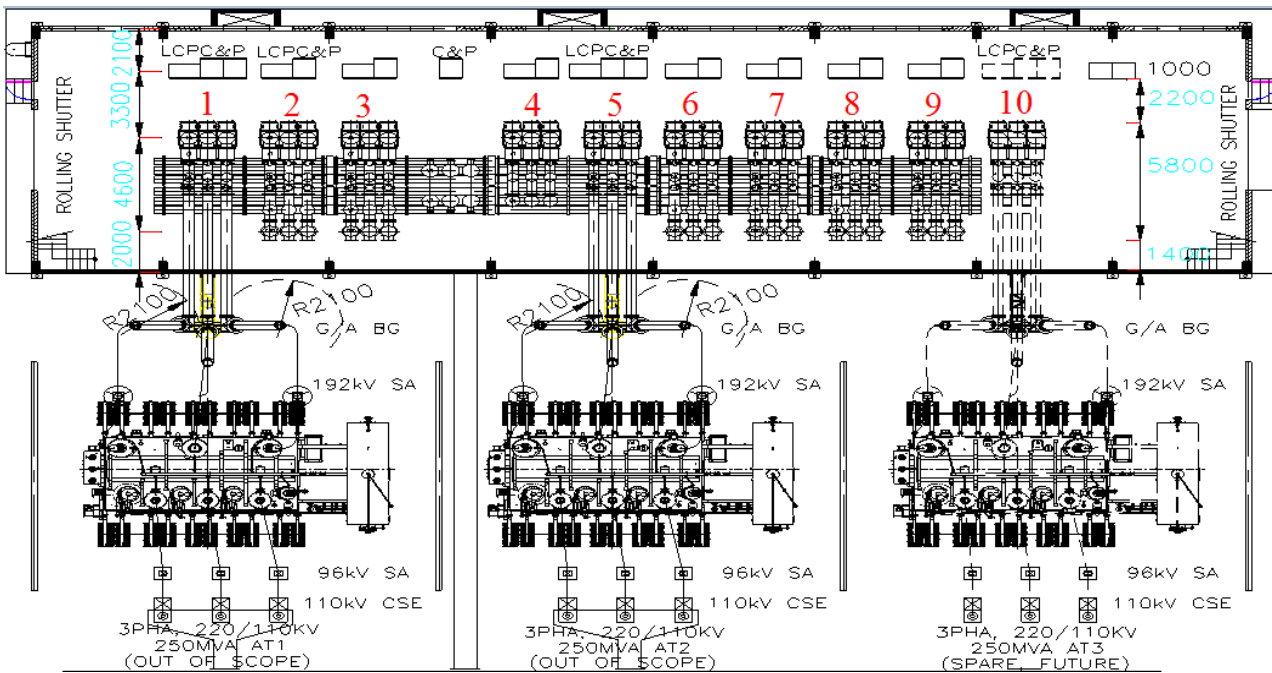 LCPC&P LCPC&P C&P LCPC&P LCPC&P
1 2 3 4 5 6 7 8 9 10
ROLLING SHUTTER
2100
3300
4600
2000
1000
2200
5800
1400
ROLLING SHUTTER
R2100 R2100 R2100 R2100
G/A BG G/A BG G/A BG
192kV SA 192kV SA 192kV SA
96kV SA 96kV SA 96kV SA
110kV CSE 110kV CSE 110kV CSE
3PHA, 220/110KV 3PHA, 220/110KV 3PHA, 220/110KV
250MVA AT1 250MVA AT2 250MVA AT3
(OUT OF SCOPE) (OUT OF SCOPE) (SPARE, FUTURE)